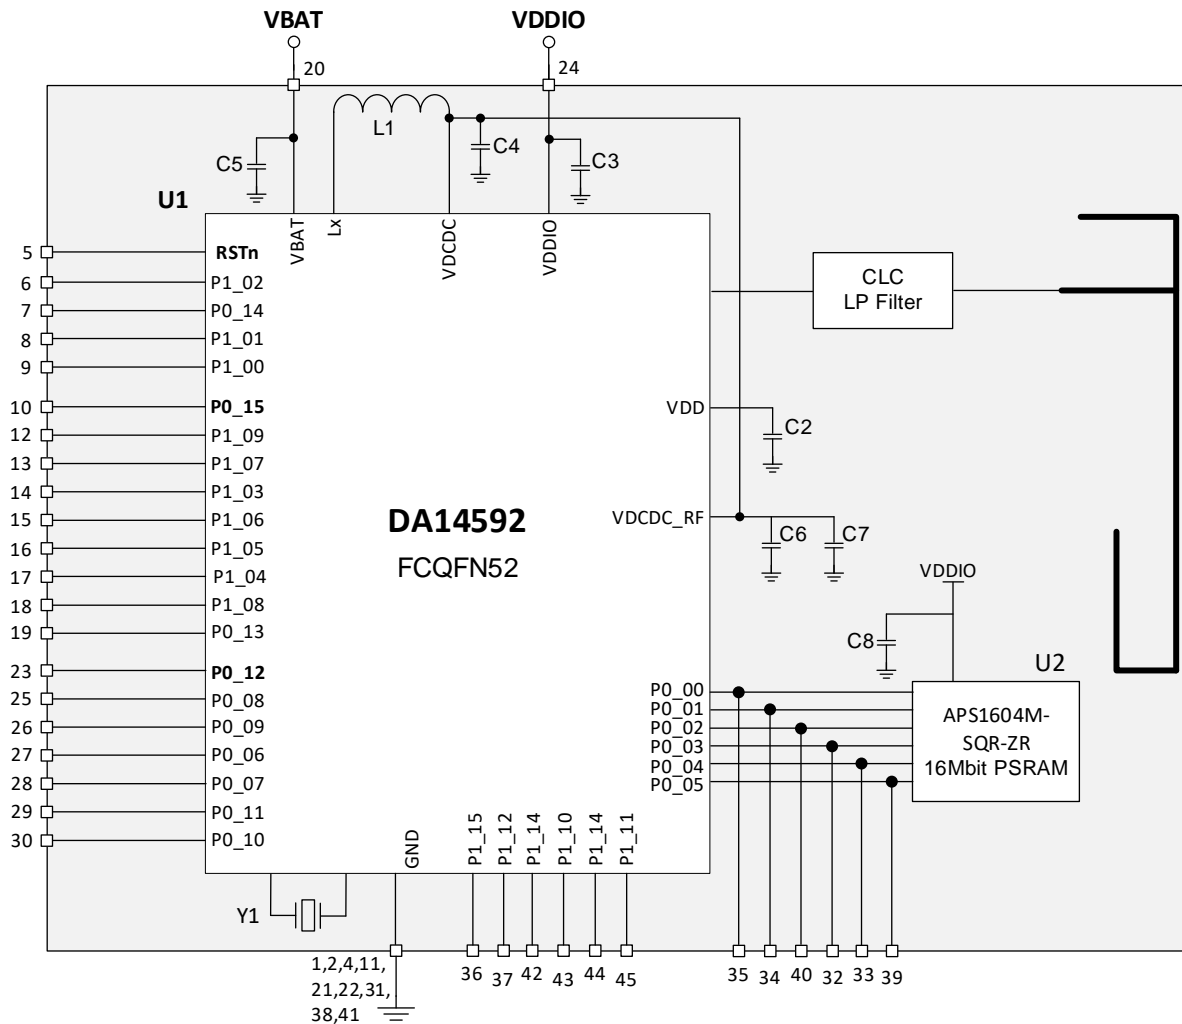 VBAT
VDDIO
20
24
L1
C4
C5
C3
U1
VBAT
Lx
VDCDC
VDDIO
5
RSTn
6
P1_02
7
P0_14
8
P1_01
9
P1_00
10
P0_15
12
P1_09
13
P1_07
14
P1_03
15
P1_06
16
P1_05
17
P1_04
18
P1_08
19
P0_13
23
P0_12
25
P0_08
26
P0_09
27
P0_06
28
P0_07
29
P0_11
30
P0_10
DA14592
FCQFN52
CLC
LP Filter
VDD
C2
VDCDC_RF
C6
C7
VDDIO
C8
U2
P0_00
P0_01
P0_02
P0_03
P0_04
P0_05
APS1604M-
SQR-ZR
16Mbit PSRAM
GND
P1_15
P1_12
P1_14
P1_10
P1_14
P1_11
Y1
1,2,4,11,
21,22,31,
38,41
36
37
42
43
44
45
35
34
40
32
33
39